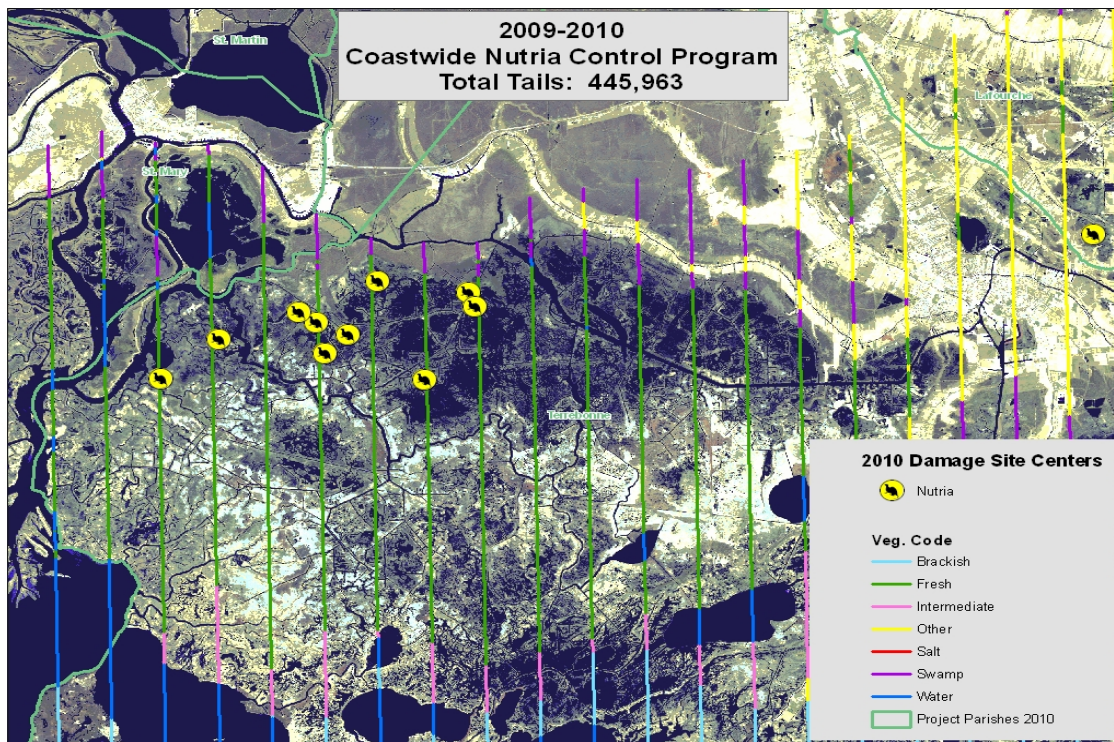 2009-2010
Coastwide Nutria Control Program
Total Tails: 445,963
St. Martin
Lafourche
St. Mary
Terrebonne
2010 Damage Site Centers
Nutria
Veg. Code
Brackish
Fresh
Intermediate
Other
Salt
Swamp
Water
Project Parishes 2010